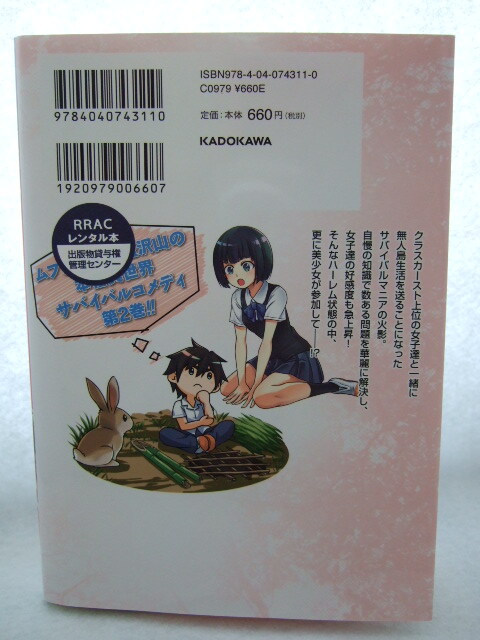 ISBN978-4-04-074311-0
C0979 ¥660E
定価:本体 660円(税別)
KADOKAWA
9784040743110
1920979006607
RRAC
レンタル本
出版物貸与権
管理センター
沢山の
世界
サバイバルコメディ
第2巻!!
クラスカースト上位の女子達と一緒に
無人島生活を送ることになった
サバイバルマニアの火影。
自慢の知識で数ある問題を華麗に解決し、
女子達の好感度も急上昇!
そんなハーレム状態の中、
更に美少女が参加して――!?